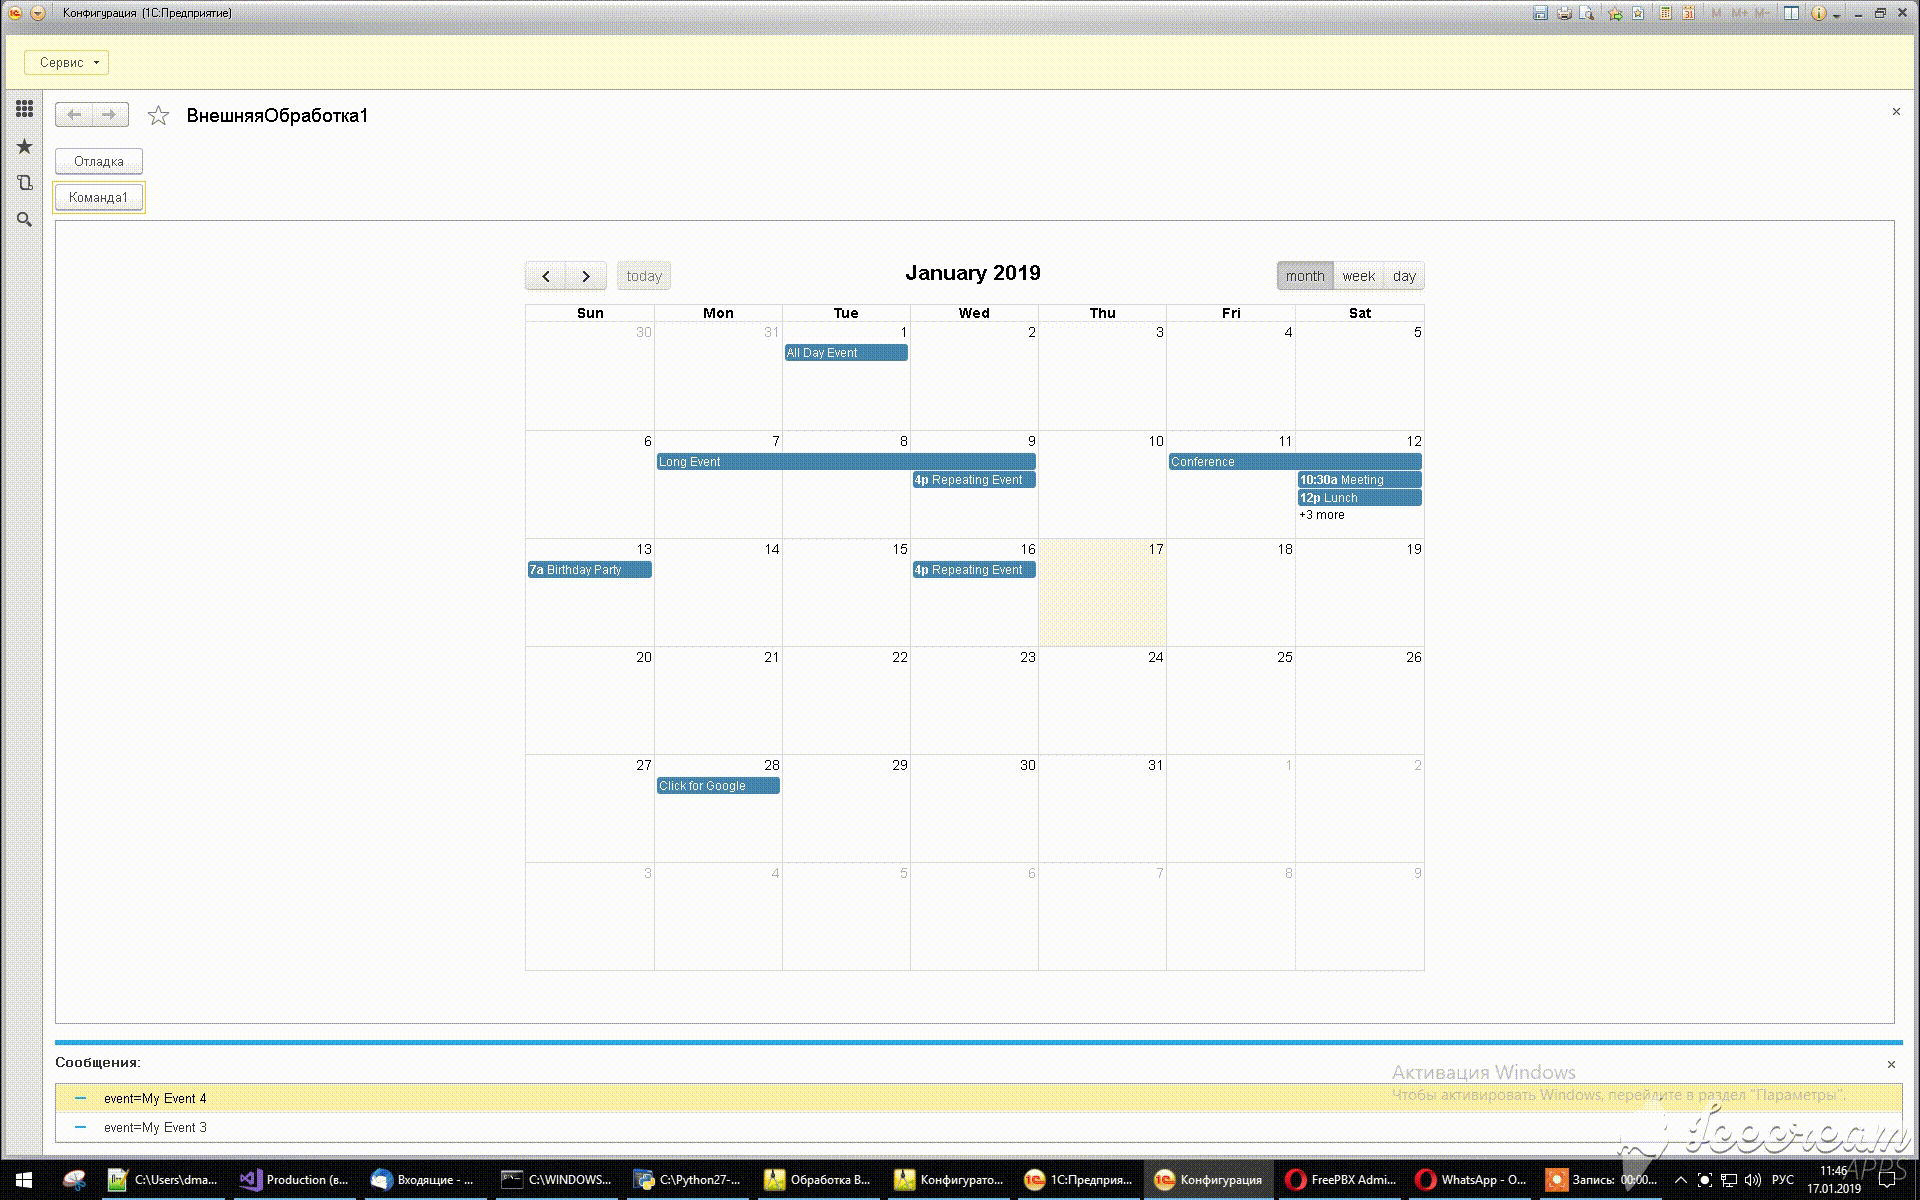 Конфигурация (1С:Предприятие)
M M+ M-
Сервис
ВнешняяОбработка1
Отладка
Команда1
today
January 2019
month week day
Sun Mon Tue Wed Thu Fri Sat
30 31 1 2 3 4 5
All Day Event
6 7 8 9 10 11 12
Long Event Conference
4p Repeating Event 10:30a Meeting
12p Lunch
+3 more
13 14 15 16 17 18 19
7a Birthday Party 4p Repeating Event
20 21 22 23 24 25 26
27 28 29 30 31 1 2
Click for Google
3 4 5 6 7 8 9
Сообщения:
Активация Windows
Чтобы активировать Windows, перейдите в раздел "Параметры".
event=My Event 4
event=My Event 3
APPS
C:\Users\dma... Production (в... Входящие - ... C:\WINDOWS... C:\Python27-... Обработка В... Конфигурато... 1С:Предприя... Конфигурация FreePBX Admi... WhatsApp - O... Запись: 00:00... РУС 11:46
17.01.2019